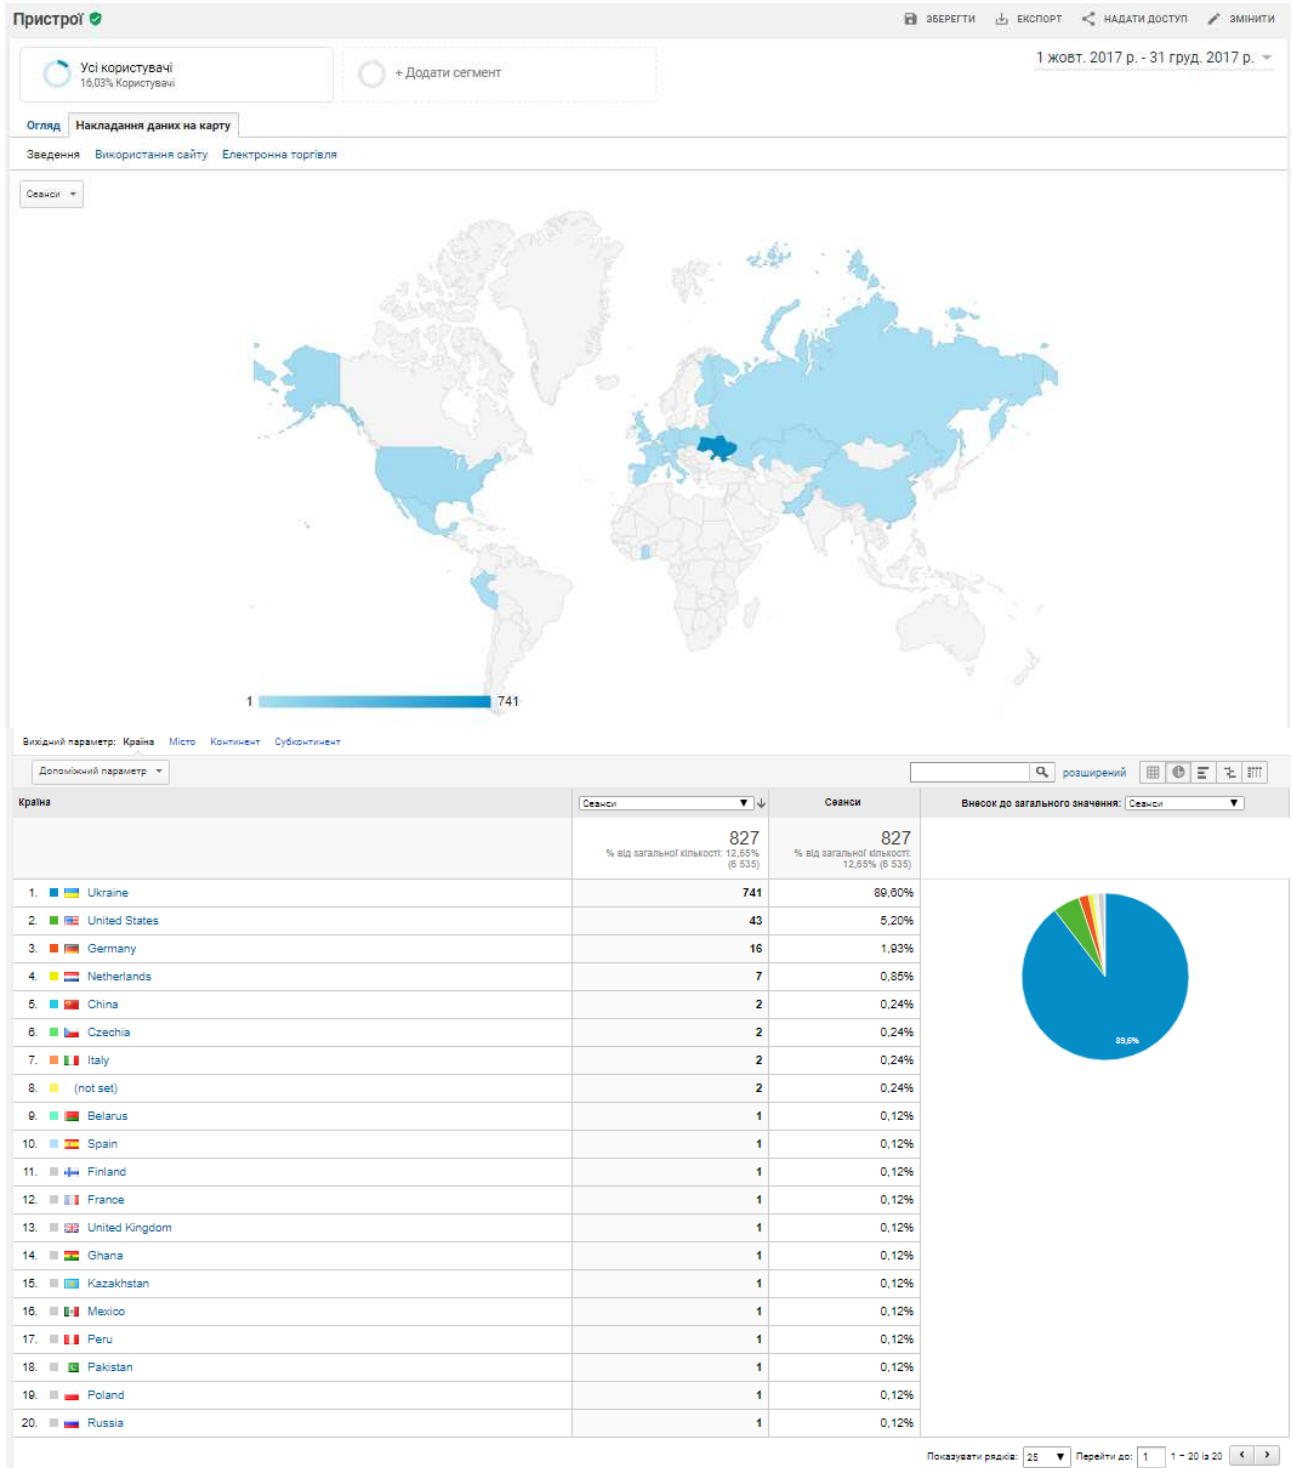 Пристрої
ЗБЕРЕГТИ ЕКСПОРТ НАДАТИ ДОСТУП ЗМІНИТИ
Усі користувачі
16,03% Користувачі
+ Додати сегмент
1 жовт. 2017 р. - 31 груд. 2017 р.
Огляд Накладання даних на карту
Зведення Використання сайту Електронна торгівля
Сеанси
1 741
Вихідний параметр: Країна Місто Континент Субконтинент
Допоміжний параметр розширений
Країна Сеанси Сеанси Внесок до загального значення: Сеанси
827 827
% від загальної кількості: 12,65% (6 535) % від загальної кількості: 12,65% (6 535)
1. Ukraine 741 89,60%
2. United States 43 5,20%
3. Germany 16 1,93%
4. Netherlands 7 0,85%
5. China 2 0,24%
6. Czechia 2 0,24%
7. Italy 2 0,24%
8. (not set) 2 0,24%
9. Belarus 1 0,12%
10. Spain 1 0,12%
11. Finland 1 0,12%
12. France 1 0,12%
13. United Kingdom 1 0,12%
14. Ghana 1 0,12%
15. Kazakhstan 1 0,12%
16. Mexico 1 0,12%
17. Peru 1 0,12%
18. Pakistan 1 0,12%
19. Poland 1 0,12%
20. Russia 1 0,12%
89,6%
Показувати рядків: 25 Перейти до: 1 1 – 20 із 20